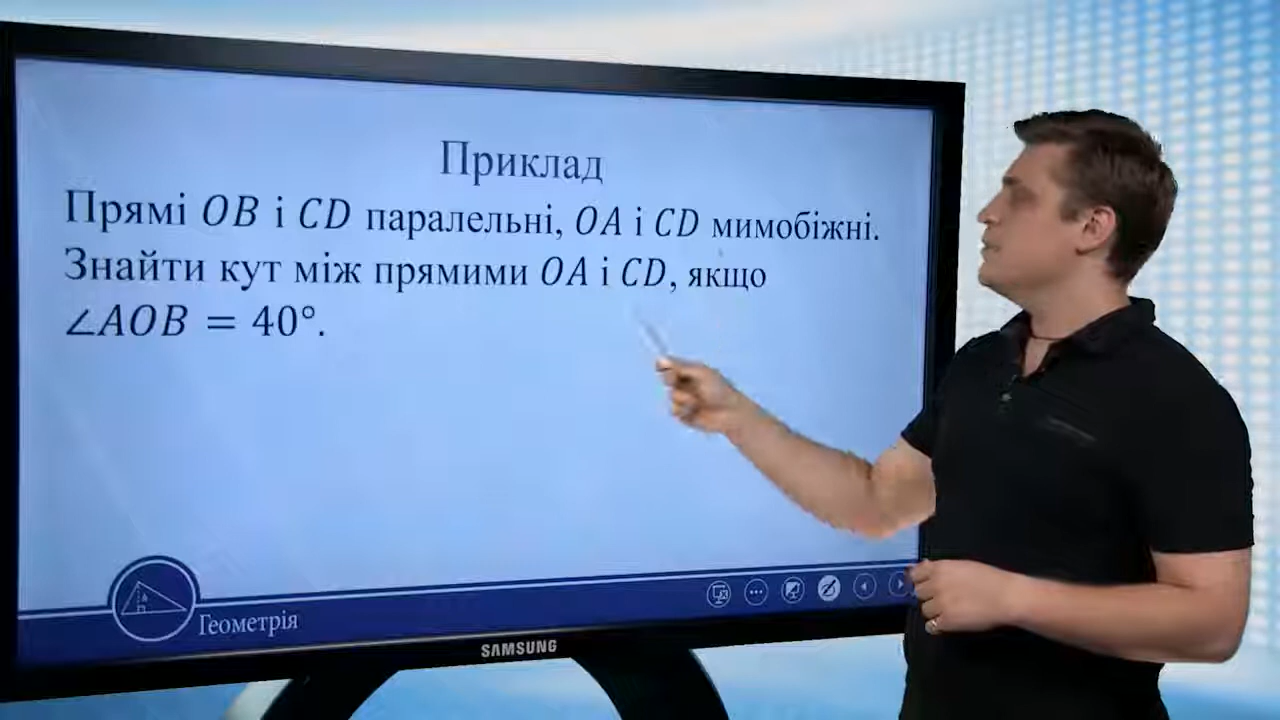 Приклад
Прямі OB і CD паралельні, OA і CD мимобіжні.
Знайти кут між прямими OA і CD, якщо
∠AOB = 40°.
Геометрія
SAMSUNG